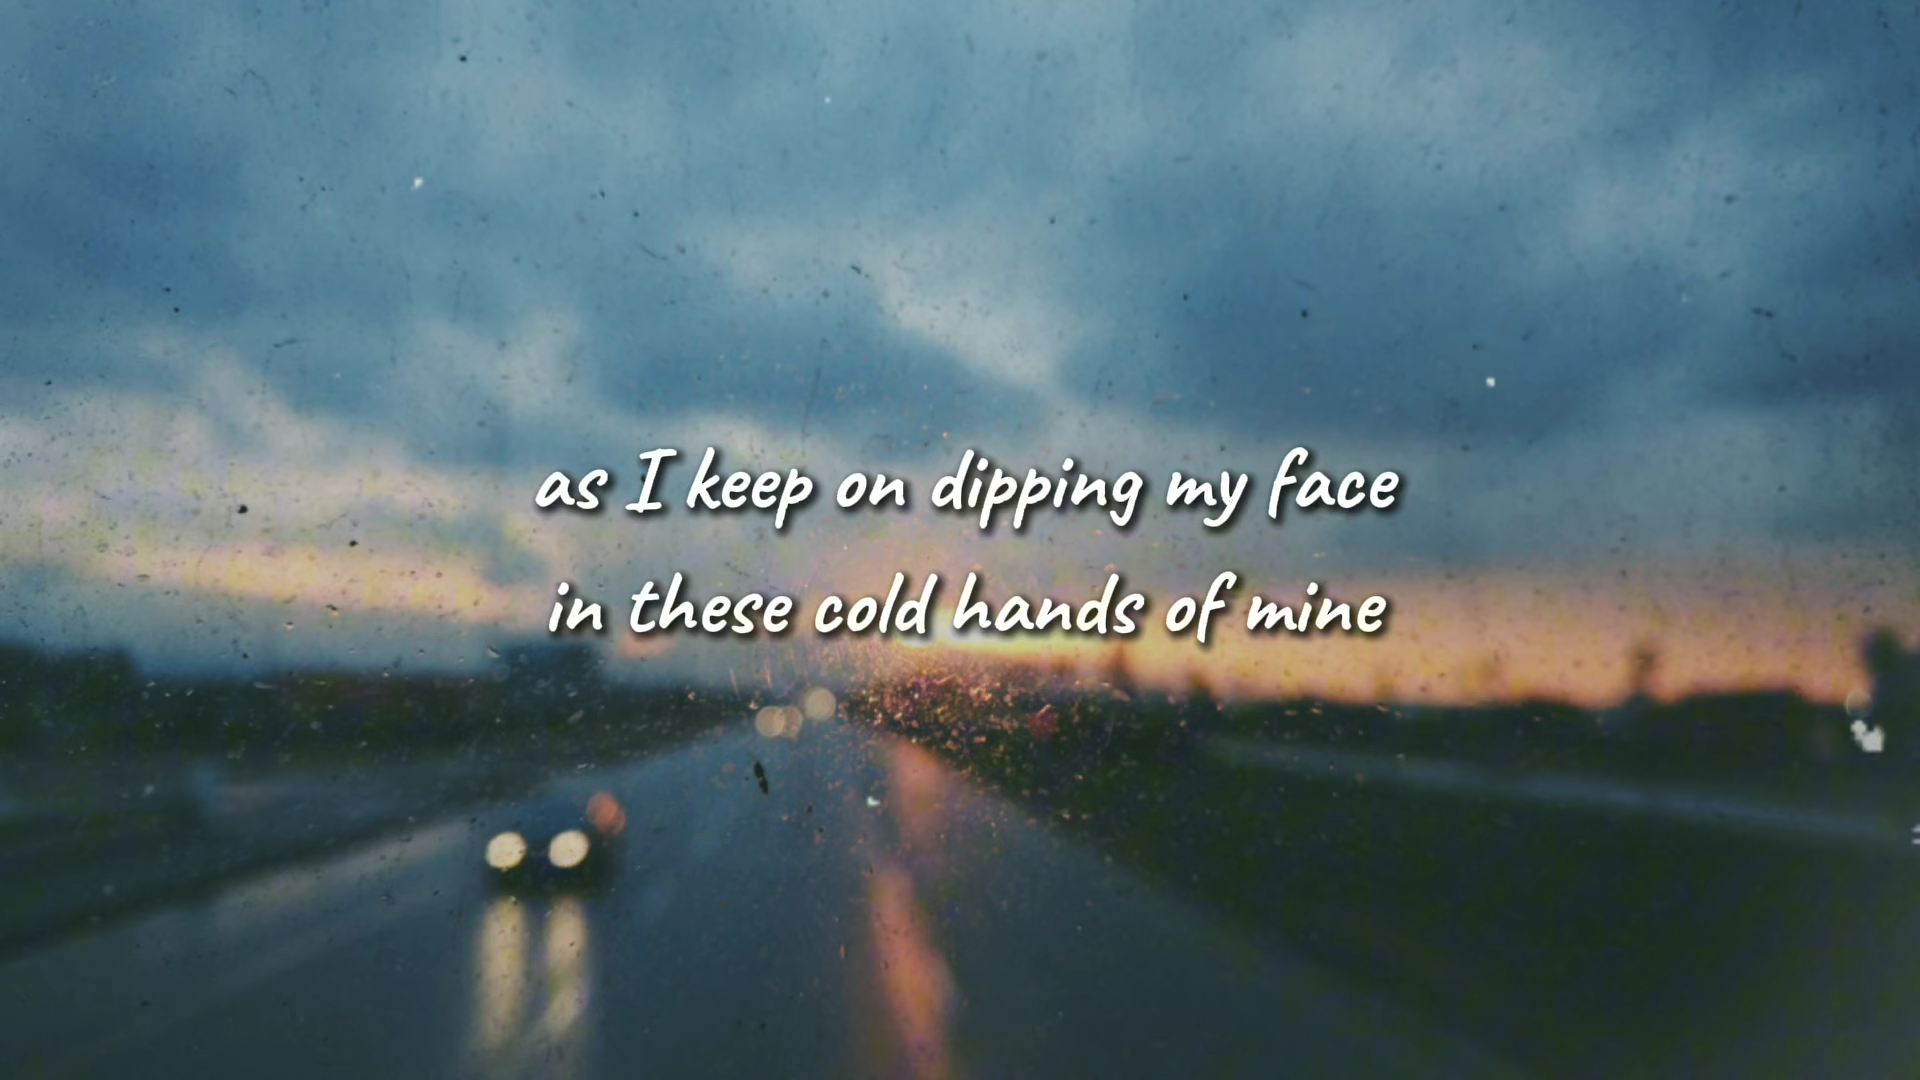 as I keep on dipping my face
in these cold hands of mine